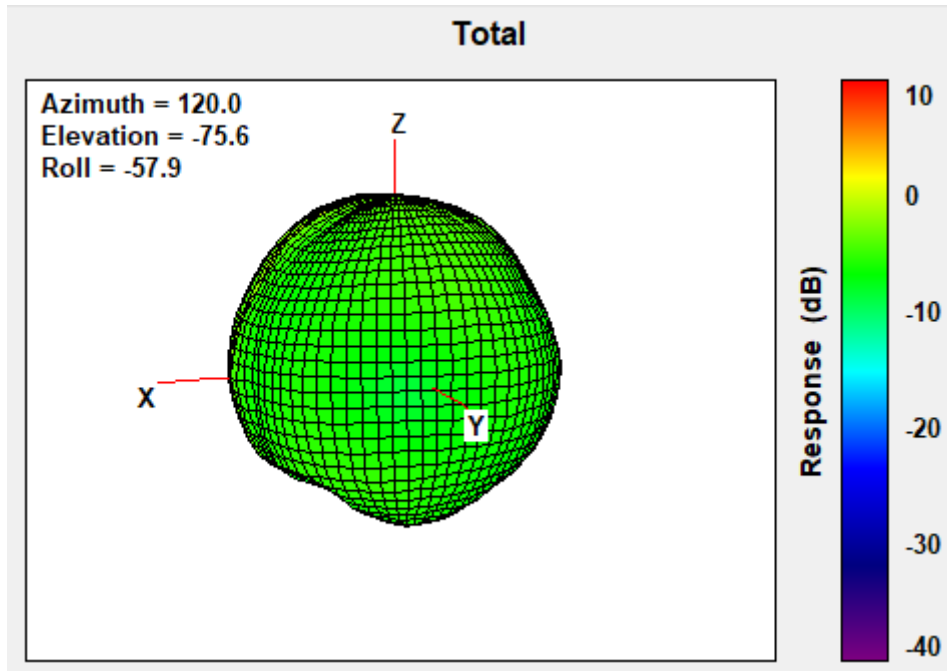 Total
Azimuth = 120.0
Elevation = -75.6
Roll = -57.9
Z
X
Y
10
0
-10
-20
-30
-40
Response (dB)